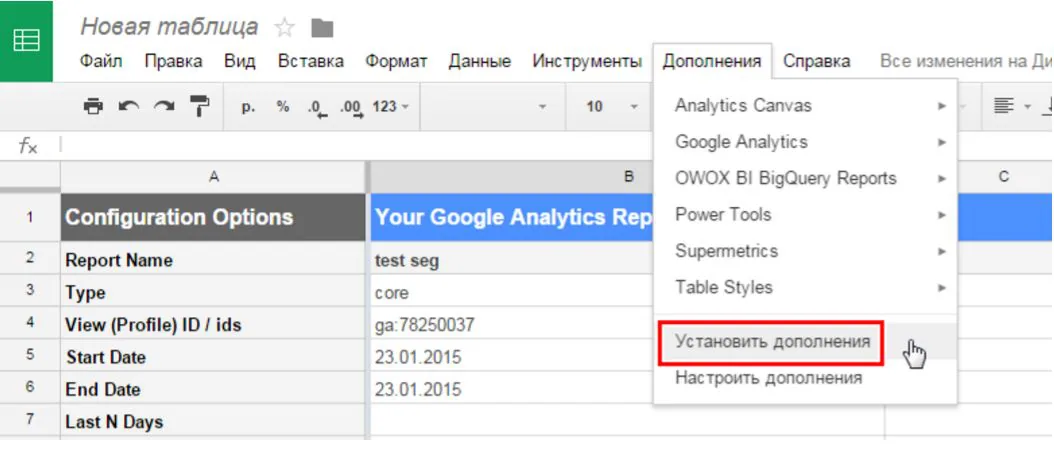 Новая таблица
Файл Правка Вид Вставка Формат Данные Инструменты Дополнения Справка Все изменения на Ди
р. % .0 .00 123 10
fx
A B C
1 Configuration Options Your Google Analytics Rep
2 Report Name test seg
3 Type core
4 View (Profile) ID / ids ga:78250037
5 Start Date 23.01.2015
6 End Date 23.01.2015
7 Last N Days
Analytics Canvas
Google Analytics
OWOX BI BigQuery Reports
Power Tools
Supermetrics
Table Styles
Установить дополнения
Настроить дополнения